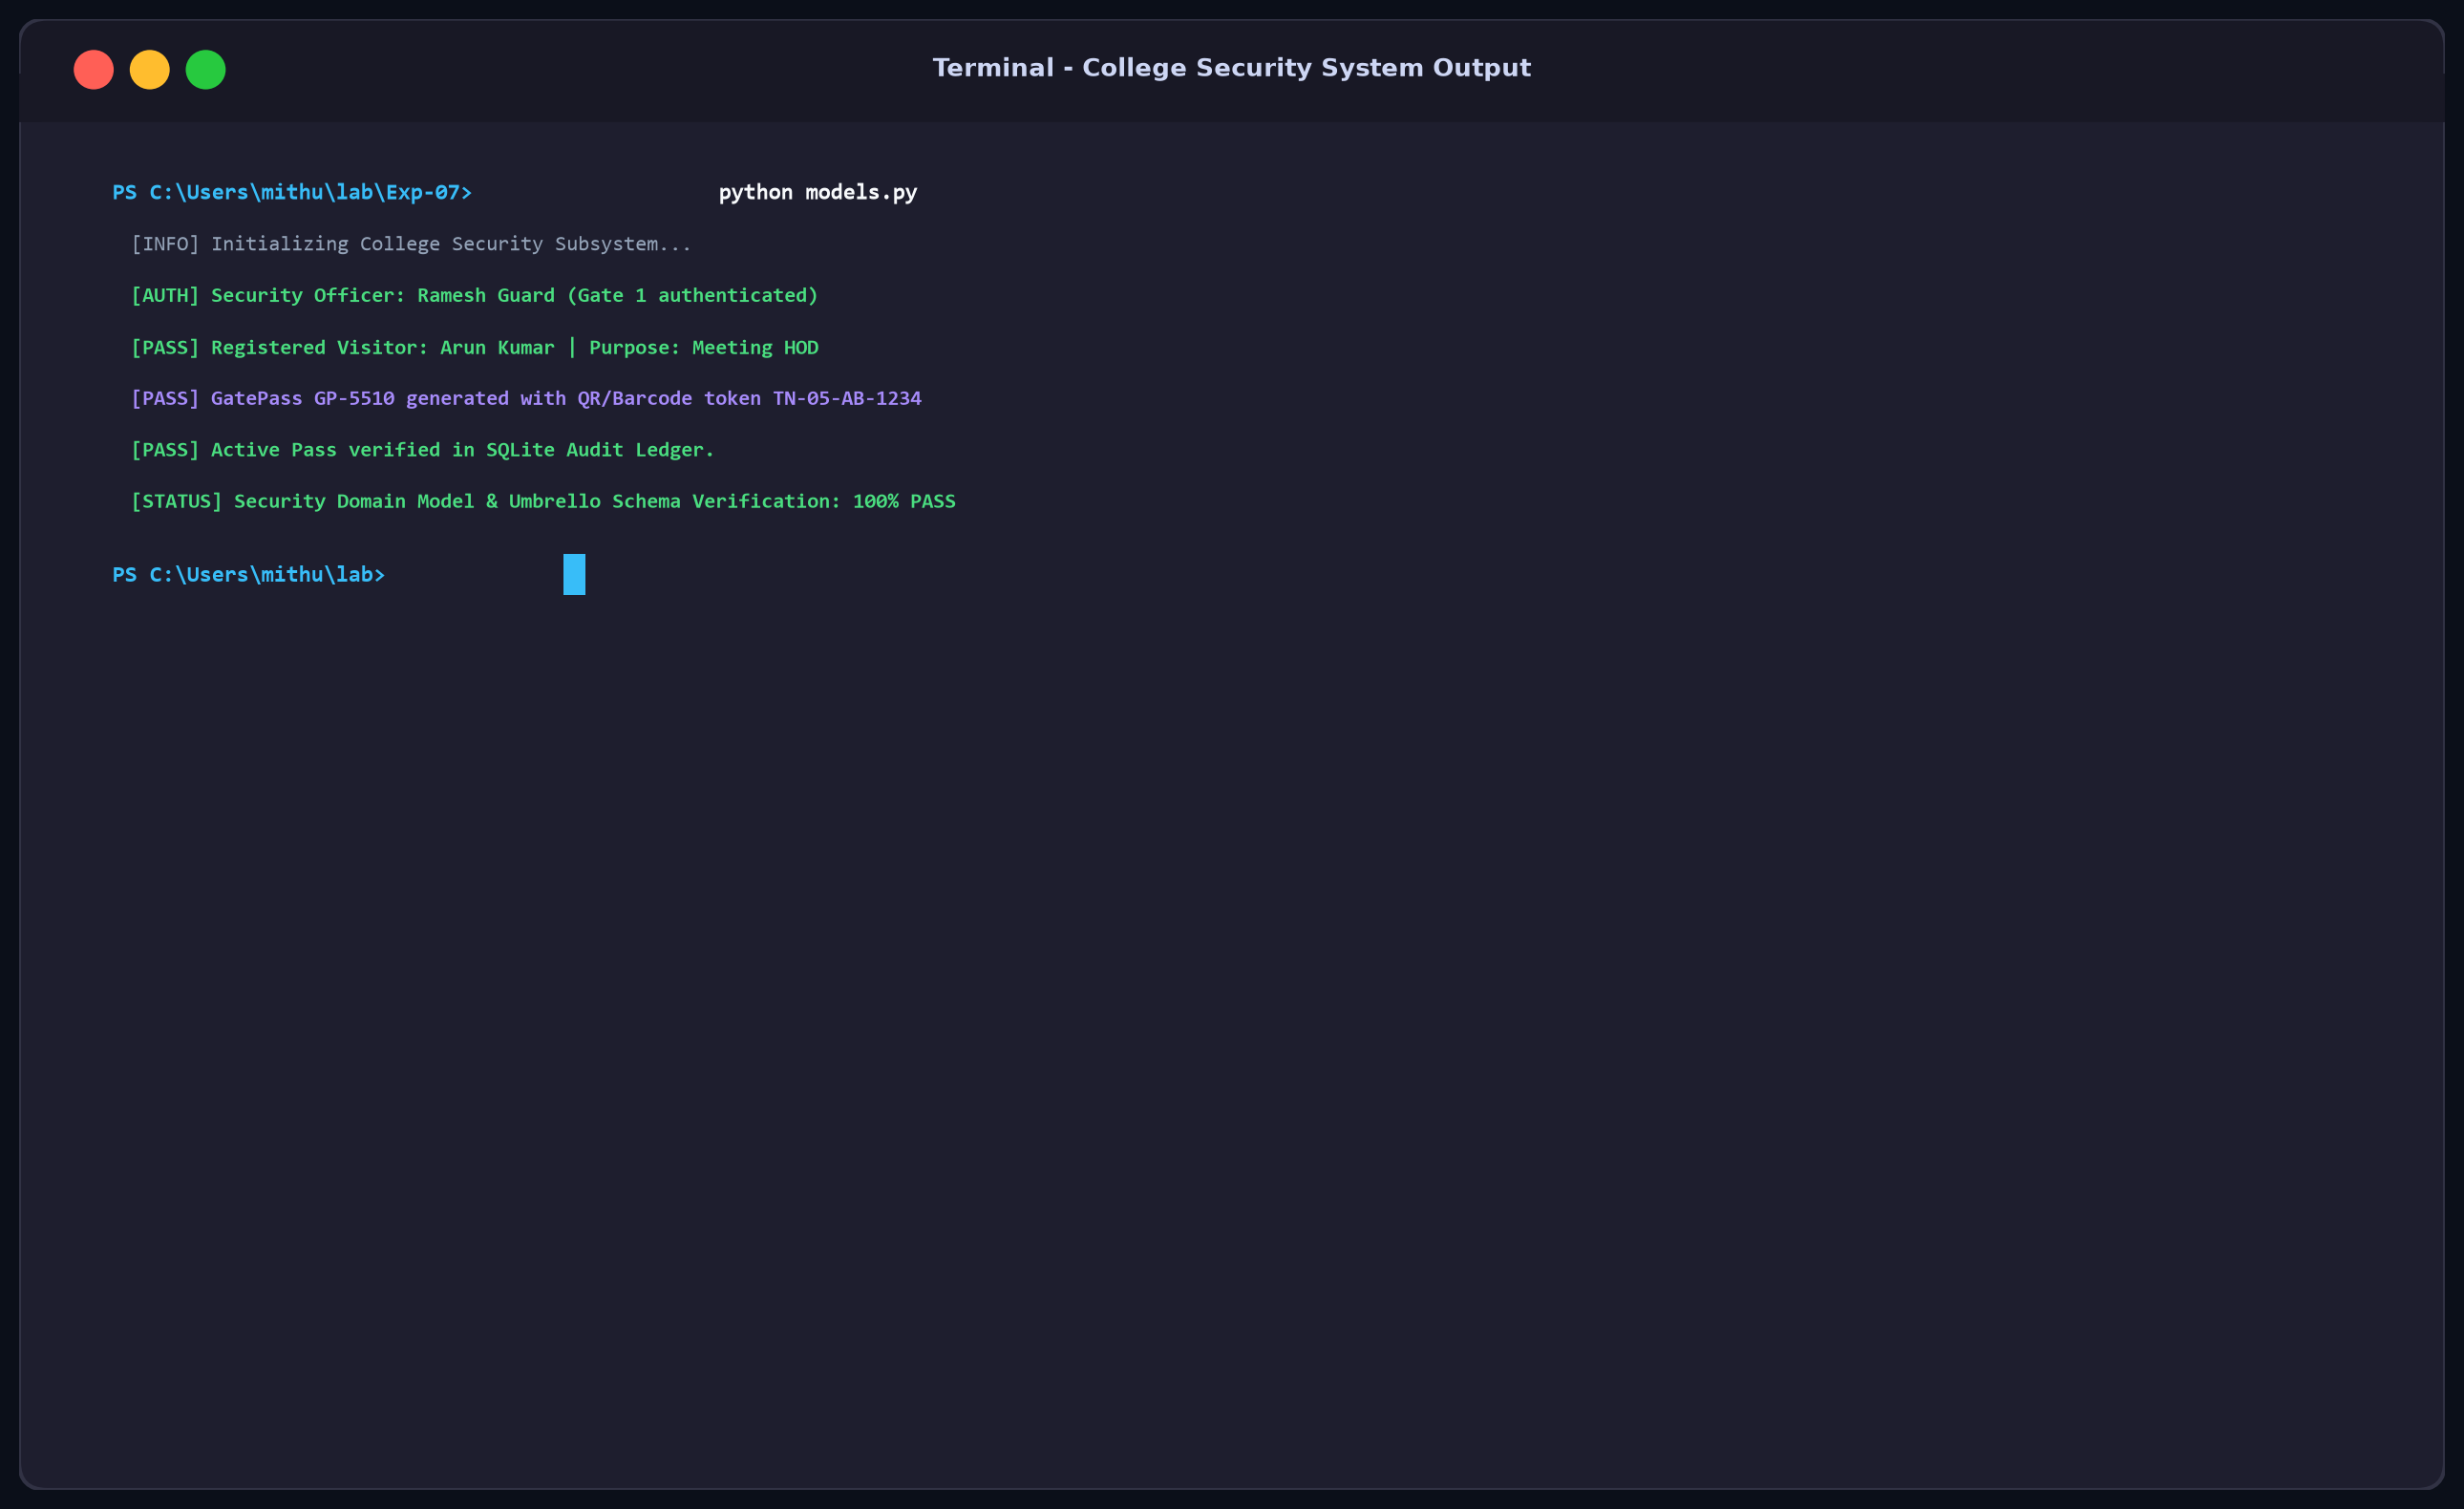 Terminal - College Security System Output
PS C:\Users\mithu\lab\Exp-07> python models.py
[INFO] Initializing College Security Subsystem...
[AUTH] Security Officer: Ramesh Guard (Gate 1 authenticated)
[PASS] Registered Visitor: Arun Kumar | Purpose: Meeting HOD
[PASS] GatePass GP-5510 generated with QR/Barcode token TN-05-AB-1234
[PASS] Active Pass verified in SQLite Audit Ledger.
[STATUS] Security Domain Model & Umbrello Schema Verification: 100% PASS
PS C:\Users\mithu\lab>